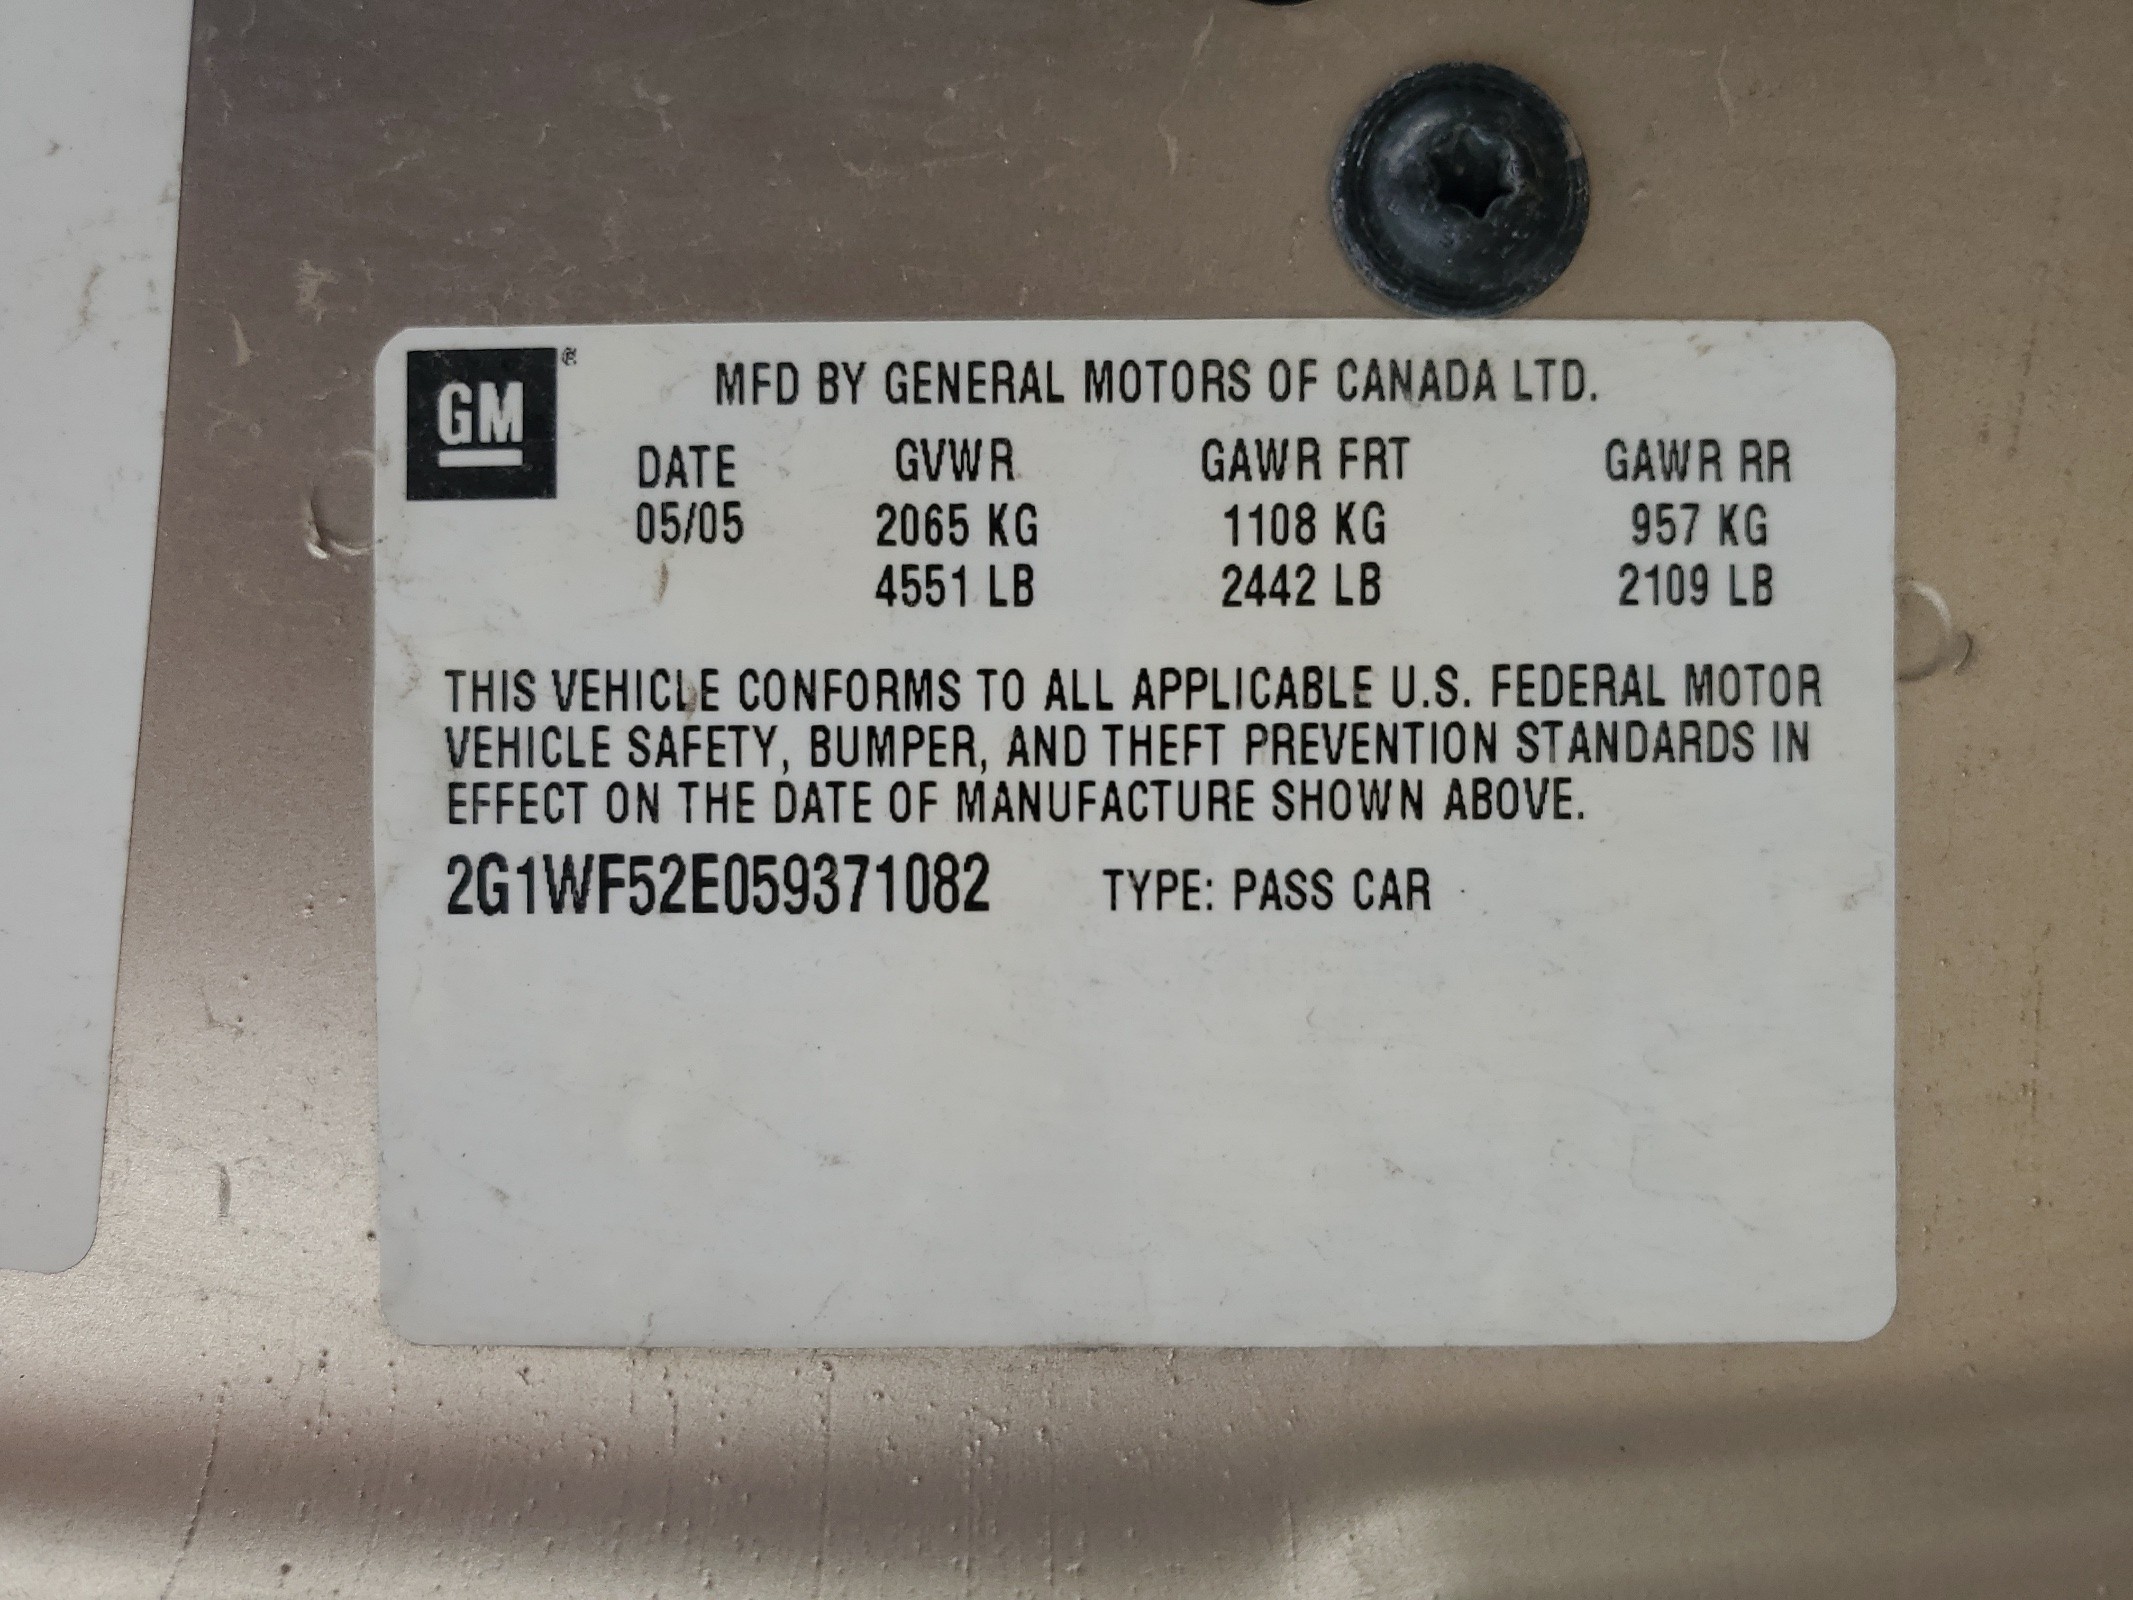 GM®
MFD BY GENERAL MOTORS OF CANADA LTD.
DATE GVWR GAWR FRT GAWR RR
05/05 2065 KG 1108 KG 957 KG
4551 LB 2442 LB 2109 LB
THIS VEHICLE CONFORMS TO ALL APPLICABLE U.S. FEDERAL MOTOR
VEHICLE SAFETY, BUMPER, AND THEFT PREVENTION STANDARDS IN
EFFECT ON THE DATE OF MANUFACTURE SHOWN ABOVE.
2G1WF52E059371082 TYPE: PASS CAR